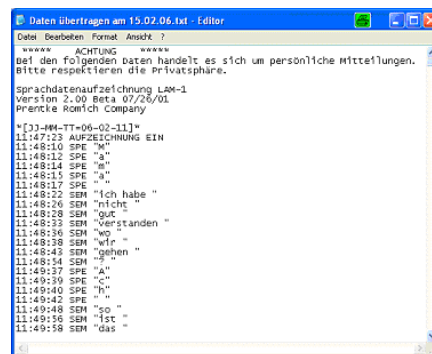 Daten übertragen am 15.02.06.txt - Editor
Datei Bearbeiten Format Ansicht ?
***** ACHTUNG *****
Bei den folgenden Daten handelt es sich um persönliche Mitteilungen.
Bitte respektieren die Privatsphäre.
Sprachdatenaufzeichnung LAM-1
Version 2.00 Beta 07/26/01
Prentke Romich Company
*[JJ-MM-TT=06-02-11]*
11:47:23 AUFZEICHNUNG EIN
11:48:10 SPE "M"
11:48:12 SPE "a"
11:48:14 SPE "m"
11:48:15 SPE "a"
11:48:17 SPE " "
11:48:22 SEM "ich habe "
11:48:26 SEM "nicht "
11:48:28 SEM "gut "
11:48:33 SEM "verstanden "
11:48:36 SEM "wo "
11:48:38 SEM "wir "
11:48:43 SEM "gehen "
11:48:54 SEM "? "
11:49:37 SPE "A"
11:49:39 SPE "c"
11:49:40 SPE "h"
11:49:42 SPE " "
11:49:48 SEM "so "
11:49:56 SEM "ist "
11:49:58 SEM "das "